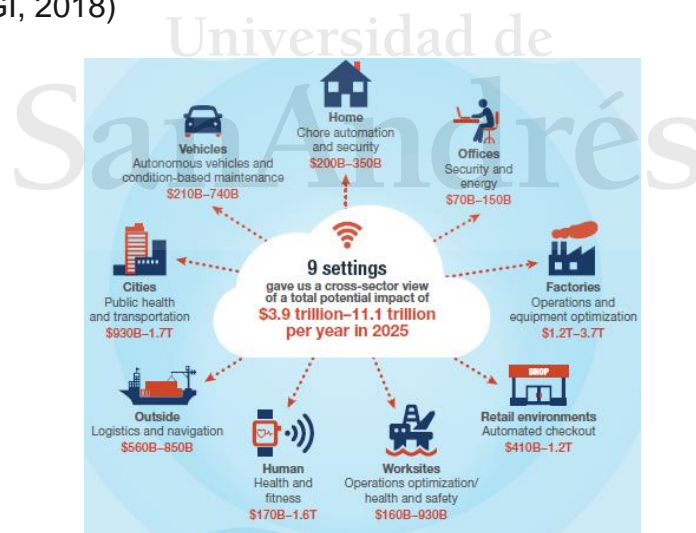 GI, 2018)
Universidad de
SanAndrés
Home
Chore automation
and security
$200B–350B
Vehicles
Autonomous vehicles and
condition-based maintenance
$210B–740B
Offices
Security and
energy
$70B–150B
9 settings
gave us a cross-sector view
of a total potential impact of
$3.9 trillion–11.1 trillion
per year in 2025
Cities
Public health
and transportation
$930B–1.7T
Factories
Operations and
equipment optimization
$1.2T–3.7T
Outside
Logistics and navigation
$560B–850B
SHOP
Retail environments
Automated checkout
$410B–1.2T
Human
Health and
fitness
$170B–1.6T
Worksites
Operations optimization/
health and safety
$160B–930B